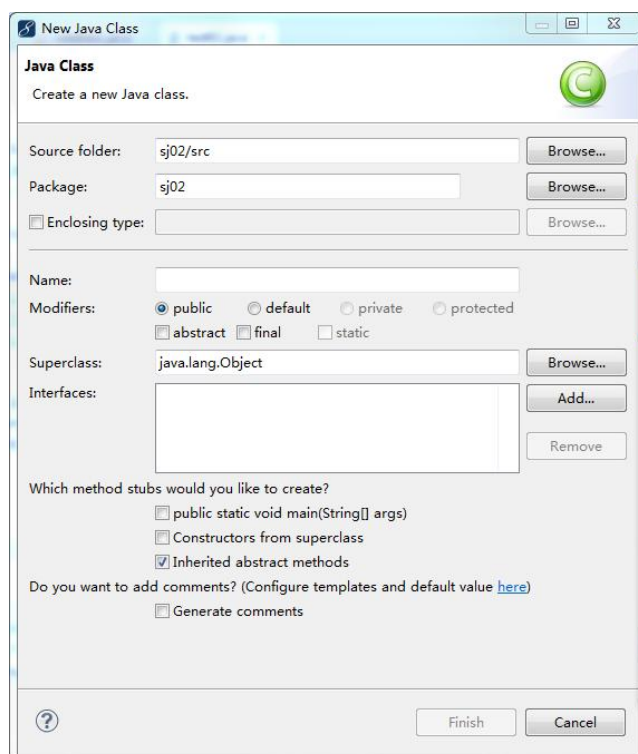 New Java Class
Java Class
Create a new Java class.
Source folder: sj02/src Browse...
Package: sj02 Browse...
Enclosing type: Browse...
Name:
Modifiers: public default private protected
abstract final static
Superclass: java.lang.Object Browse...
Interfaces: Add...
Remove
Which method stubs would you like to create?
public static void main(String[] args)
Constructors from superclass
Inherited abstract methods
Do you want to add comments? (Configure templates and default value here)
Generate comments
Finish Cancel